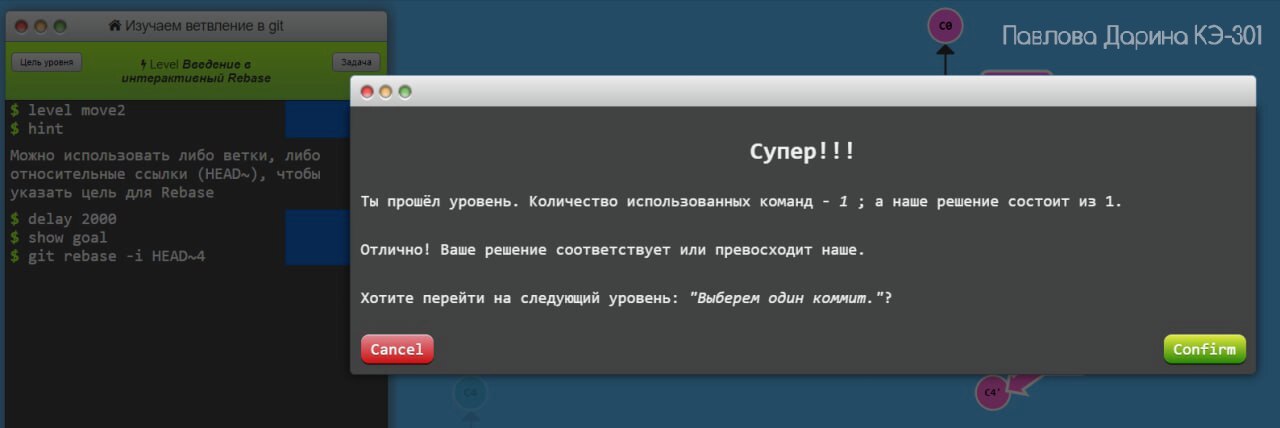 Изучаем ветвление в git
C0
Павлова Дарина КЭ-301
Цель уровня
Level Введение в
интерактивный Rebase
Задача
$ level move2
$ hint
Можно использовать либо ветки, либо
относительные ссылки (HEAD~), чтобы
указать цель для Rebase
$ delay 2000
$ show goal
$ git rebase -i HEAD~4
Супер!!!
Ты прошёл уровень. Количество использованных команд - 1 ; а наше решение состоит из 1.
Отлично! Ваше решение соответствует или превосходит наше.
Хотите перейти на следующий уровень: "Выберем один коммит."?
Cancel
Confirm
C4
C4'